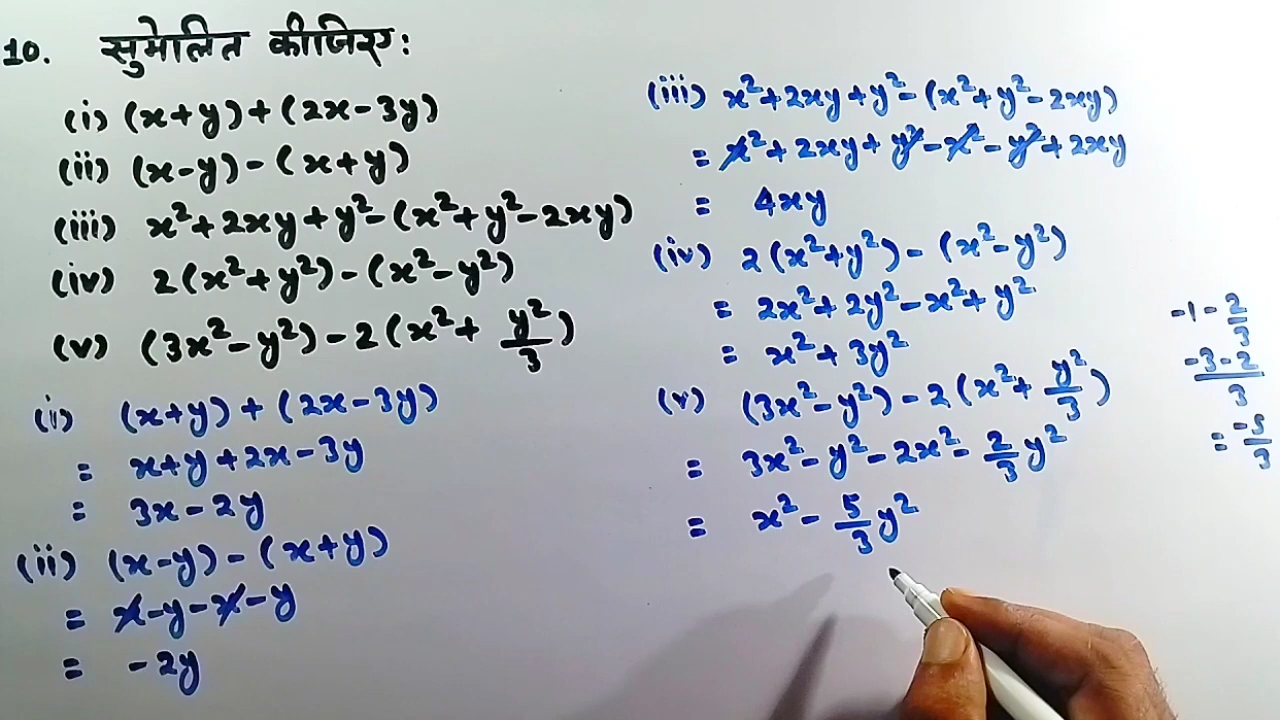 10. सुमेलित कीजिए:
(i) (x+y)+(2x-3y)
(ii) (x-y)-(x+y)
(iii) x²+2xy+y²-(x²+y²-2xy)
(iv) 2(x²+y²)-(x²-y²)
(v) (3x²-y²)-2(x²+y²/3)
(i) (x+y)+(2x-3y)
= x+y+2x-3y
= 3x-2y
(ii) (x-y)-(x+y)
= x-y-x-y
= -2y
(iii) x²+2xy+y²-(x²+y²-2xy)
= x²+2xy+y²-x²-y²+2xy
= 4xy
(iv) 2(x²+y²)-(x²-y²)
= 2x²+2y²-x²+y²
= x²+3y²
(v) (3x²-y²)-2(x²+y²/3)
= 3x²-y²-2x²-2/3y²
= x²-5/3y²
-1-2/3
-3-2/3
= -5/3